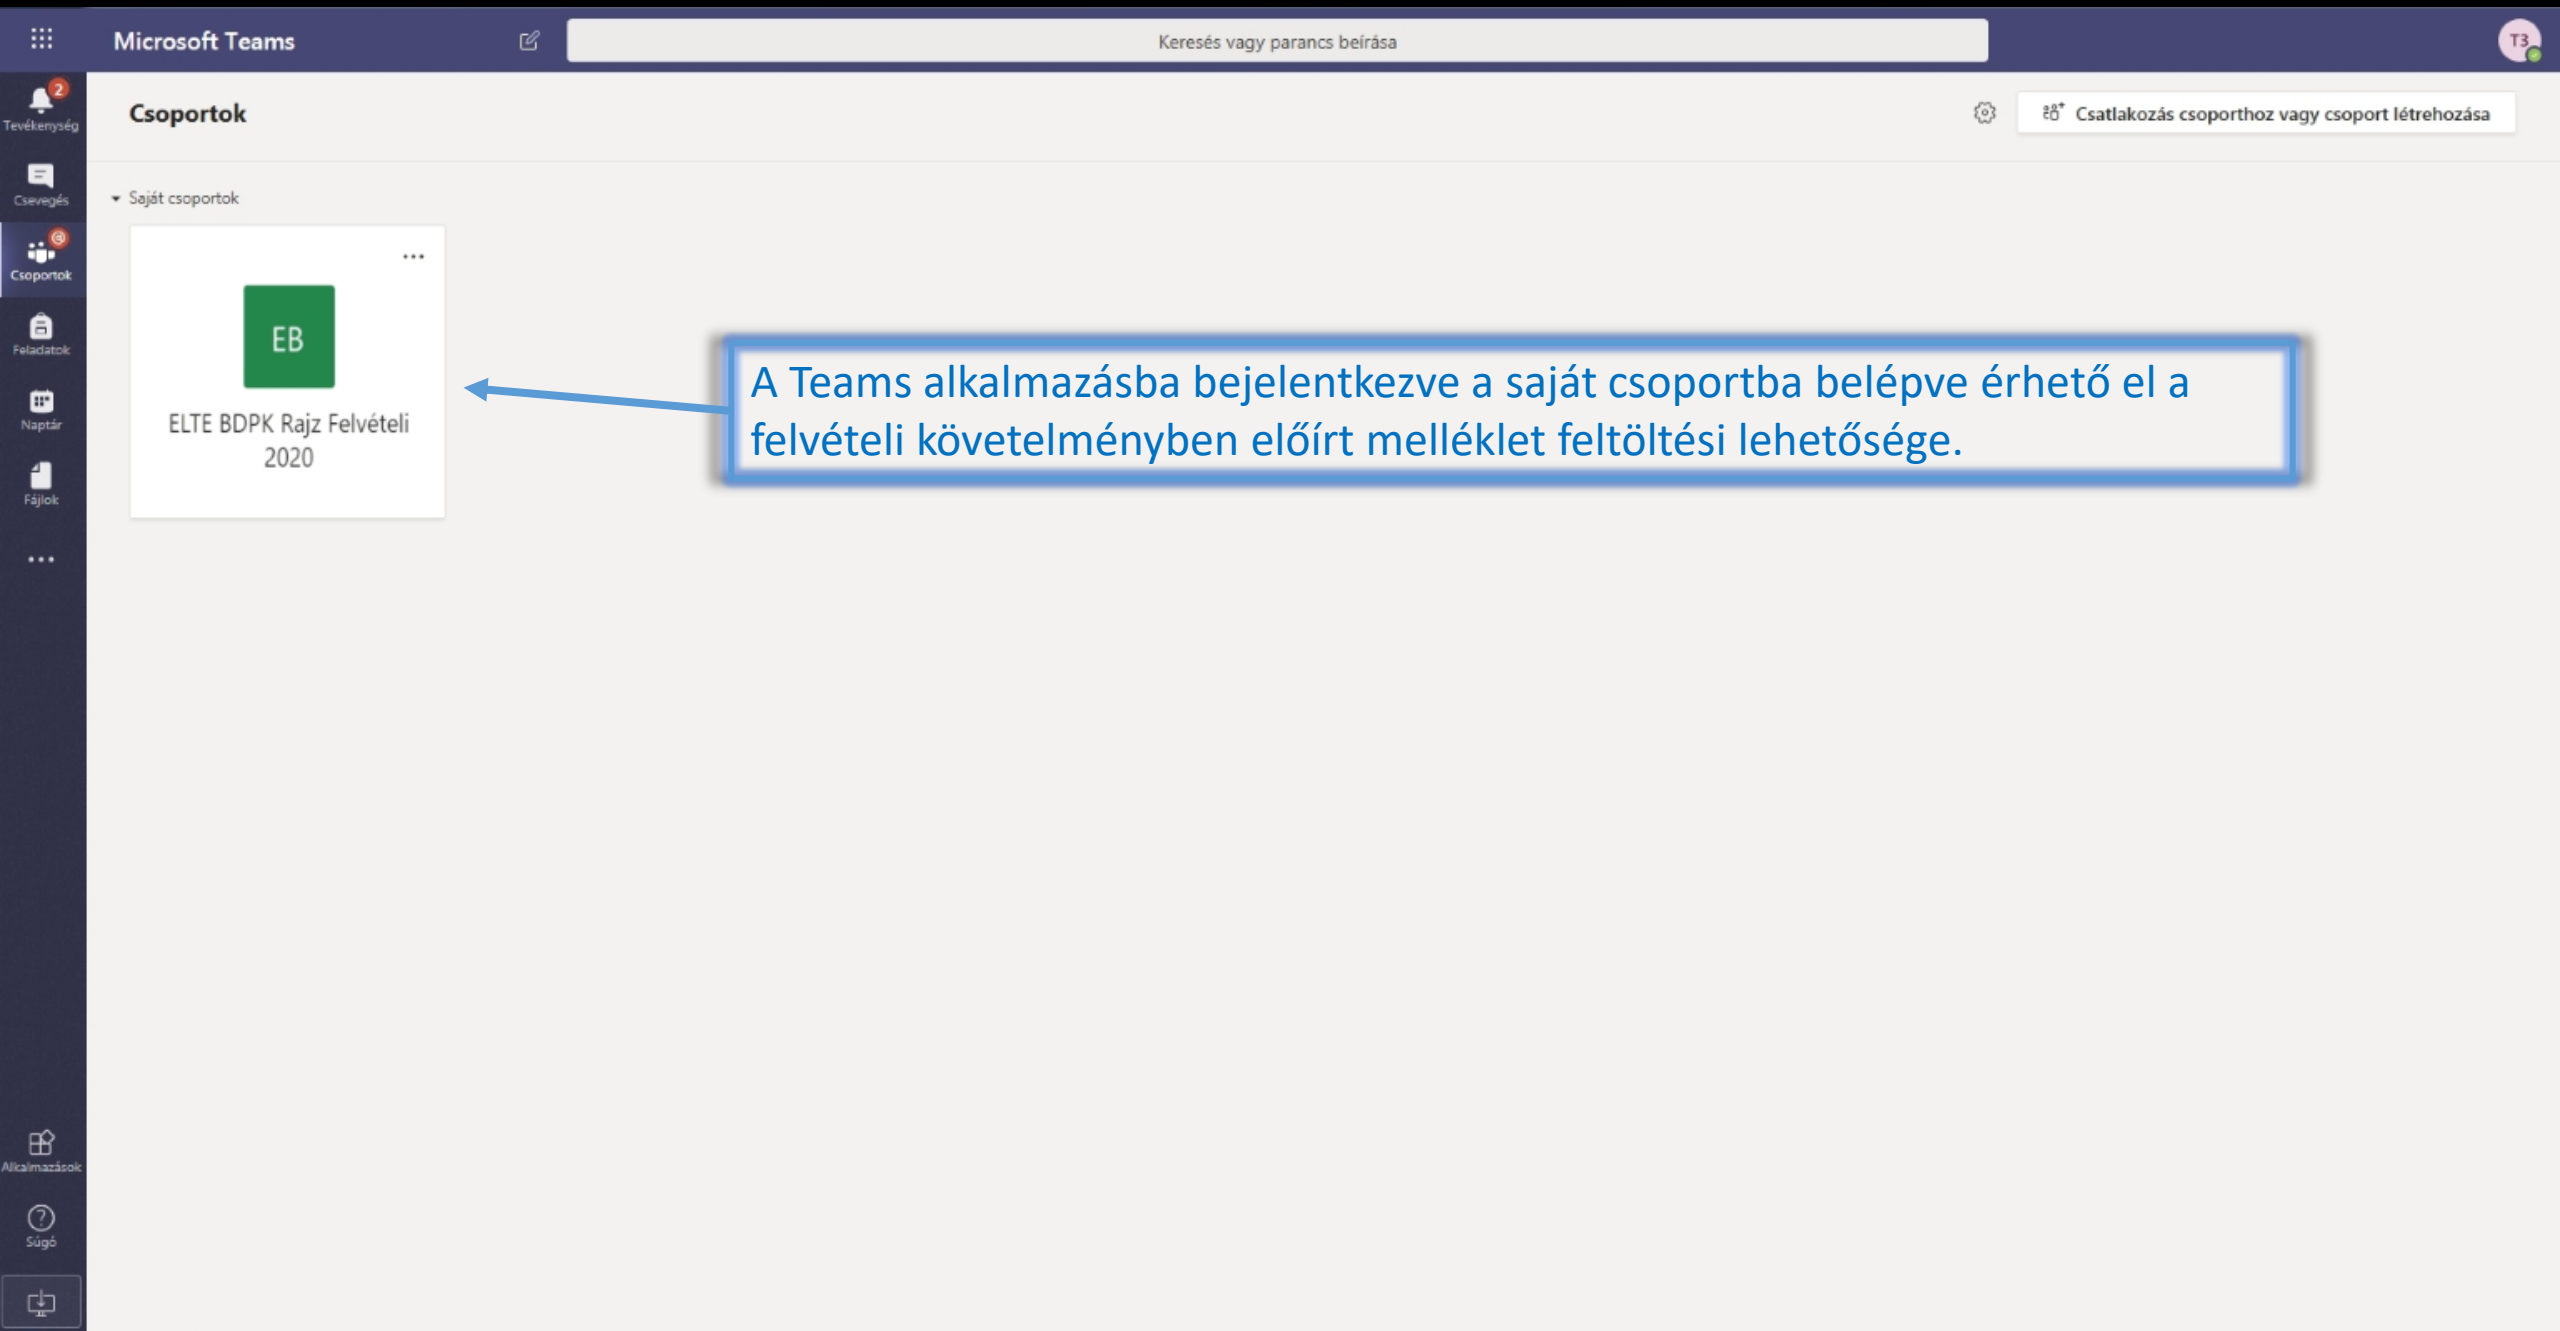 Microsoft Teams
Keresés vagy parancs beírása
T3
2
Tevékenység
Csevegés
Csoportok
Feladatok
Naptár
Fájlok
Alkalmazások
Súgó
Csoportok
Csatlakozás csoporthoz vagy csoport létrehozása
Saját csoportok
EB
ELTE BDPK Rajz Felvételi
2020
A Teams alkalmazásba bejelentkezve a saját csoportba belépve érhető el a
felvételi követelményben előírt melléklet feltöltési lehetősége.